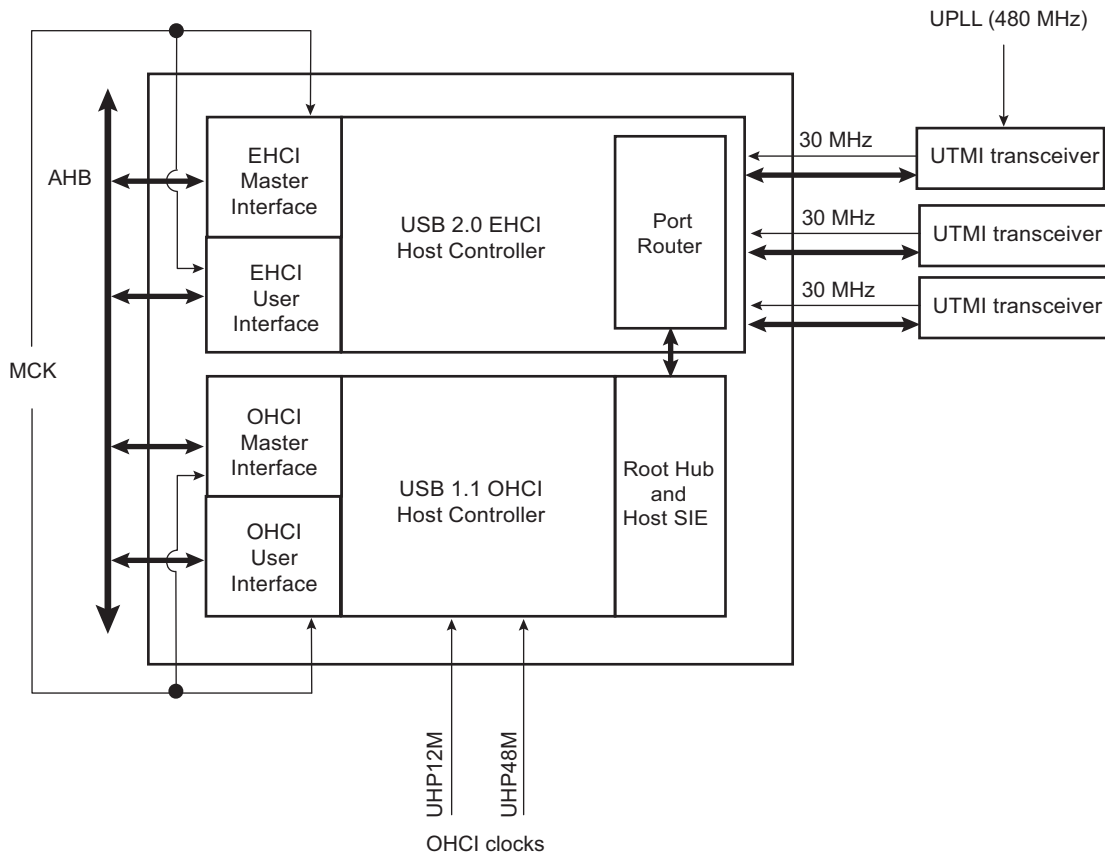 UPLL (480 MHz)
AHB
EHCI
Master
Interface
USB 2.0 EHCI
Host Controller
Port
Router
30 MHz
UTMI transceiver
30 MHz
UTMI transceiver
30 MHz
UTMI transceiver
EHCI
User
Interface
MCK
OHCI
Master
Interface
USB 1.1 OHCI
Host Controller
Root Hub
and
Host SIE
OHCI
User
Interface
UHP12M
UHP48M
OHCI clocks